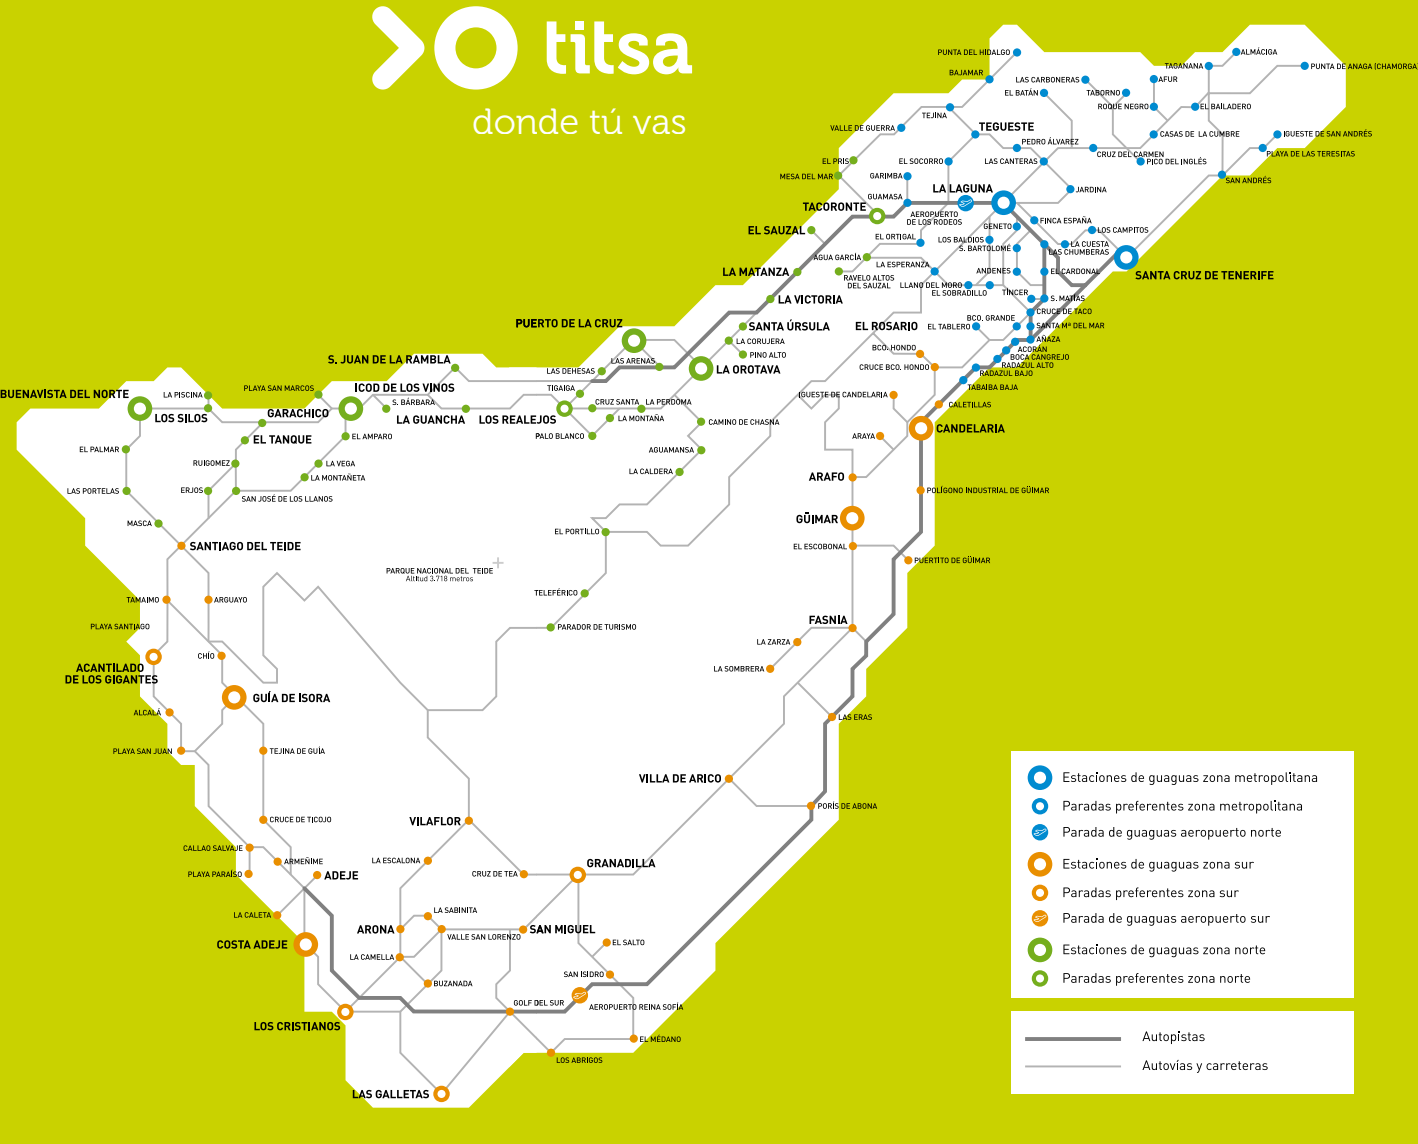 titsa
donde tú vas
PUNTA DEL HIDALGO
BAJAMAR
LAS CARBONERAS
EL BATÁN
TABORNO
ROQUE NEGRO
AFUR
TAGANANA
ALMÁCIGA
PUNTA DE ANAGA (CHAMORGA)
EL BAILADERO
TEJINA
VALLE DE GUERRA
TEGUESTE
PEDRO ÁLVAREZ
CASAS DE LA CUMBRE
IGUESTE DE SAN ANDRÉS
PLAYA DE LAS TERESITAS
EL PRIS
MESA DEL MAR
EL SOCORRO
LAS CANTERAS
CRUZ DEL CARMEN
PICO DEL INGLÉS
SAN ANDRÉS
GARIMBA
GUAMASA
LA LAGUNA
JARDINA
TACORONTE
AEROPUERTO
DE LOS RODEOS
GENETO
FINCA ESPAÑA
LOS CAMPITOS
EL SAUZAL
EL ORTIGAL
LOS BALDIOS
S. BARTOLOMÉ
LA CUESTA
LAS CHUMBERAS
AGUA GARCÍA
LA ESPERANZA
LA MATANZA
RAVELO ALTOS
DEL SAUZAL
LLANO DEL MORO
EL SOBRADILLO
ANDENES
EL CARDONAL
SANTA CRUZ DE TENERIFE
TÍNCER
S. MATÍAS
LA VICTORIA
CRUCE DE TACO
BCO. GRANDE
SANTA Mª DEL MAR
PUERTO DE LA CRUZ
SANTA ÚRSULA
EL ROSARIO
EL TABLERO
LA CORUJERA
PINO ALTO
BCO. HONDO
AÑAZA
ACORÁN
BOCA CANGREJO
RADAZUL ALTO
RADAZUL BAJO
TABAIBA BAJA
S. JUAN DE LA RAMBLA
LAS ARENAS
LAS DEHESAS
LA OROTAVA
CRUCE BCO. HONDO
BUENAVISTA DEL NORTE
LA PISCINA
PLAYA SAN MARCOS
ICOD DE LOS VINOS
TIGAIGA
IGUESTE DE CANDELARIA
CALETILLAS
LOS SILOS
GARACHICO
S. BÁRBARA
LA GUANCHA
LOS REALEJOS
CRUZ SANTA
LA PERDOMA
LA MONTAÑA
CAMINO DE CHASNA
CANDELARIA
EL TANQUE
EL AMPARO
PALO BLANCO
ARAYA
EL PALMAR
RUIGOMEZ
LA VEGA
LA MONTAÑETA
AGUAMANSA
LA CALDERA
ARAFO
LAS PORTELAS
ERJOS
SAN JOSÉ DE LOS LLANOS
POLÍGONO INDUSTRIAL DE GÜIMAR
MASCA
GÜIMAR
EL PORTILLO
SANTIAGO DEL TEIDE
EL ESCOBONAL
PUERTITO DE GÜIMAR
PARQUE NACIONAL DEL TEIDE
Altitud 3.718 metros
TELEFÉRICO
TAMAIMO
ARGUAYO
PLAYA SANTIAGO
PARADOR DE TURISMO
FASNIA
LA ZARZA
CHÍO
ACANTILADO
DE LOS GIGANTES
LA SOMBRERA
GUÍA DE ISORA
ALCALÁ
LAS ERAS
PLAYA SAN JUAN
TEJINA DE GUÍA
VILLA DE ARICO
PORÍS DE ABONA
CRUCE DE TICOJO
VILAFLOR
CALLAO SALVAJE
ARMEÑIME
LA ESCALONA
PLAYA PARAÍSO
ADEJE
CRUZ DE TEA
GRANADILLA
LA CALETA
LA SABINITA
ARONA
VALLE SAN LORENZO
SAN MIGUEL
COSTA ADEJE
EL SALTO
LA CAMELLA
SAN ISIDRO
BUZANADA
GOLF DEL SUR
AEROPUERTO REINA SOFÍA
LOS CRISTIANOS
EL MÉDANO
LOS ABRIGOS
LAS GALLETAS
Estaciones de guaguas zona metropolitana
Paradas preferentes zona metropolitana
Parada de guaguas aeropuerto norte
Estaciones de guaguas zona sur
Paradas preferentes zona sur
Parada de guaguas aeropuerto sur
Estaciones de guaguas zona norte
Paradas preferentes zona norte
Autopistas
Autovías y carreteras